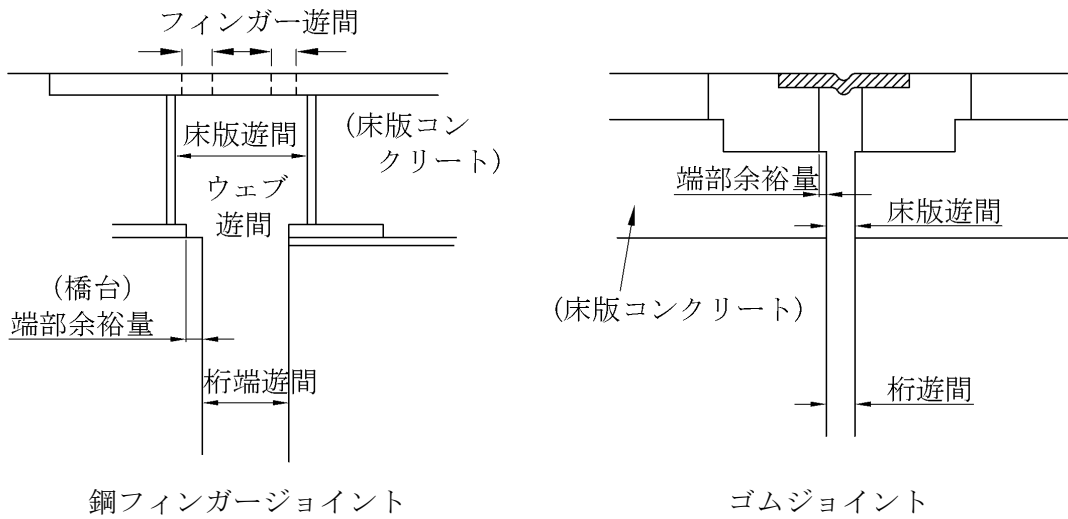 フィンガー遊間
床版遊間
(床版コン
クリート)
ウェブ
遊間
(橋台)
端部余裕量
桁端遊間
鋼フィンガージョイント
端部余裕量
床版遊間
(床版コンクリート)
桁遊間
ゴムジョイント